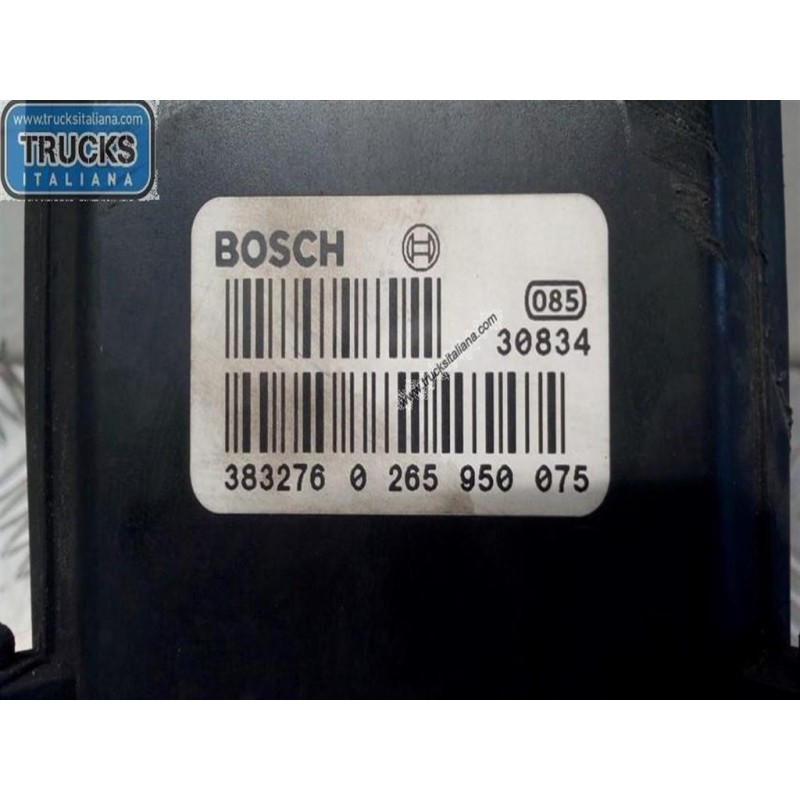 www.trucksitaliana.com
TRUCKS
ITALIANA
BOSCH
085
30834
www.trucksitaliana.com
383276 0 265 950 075